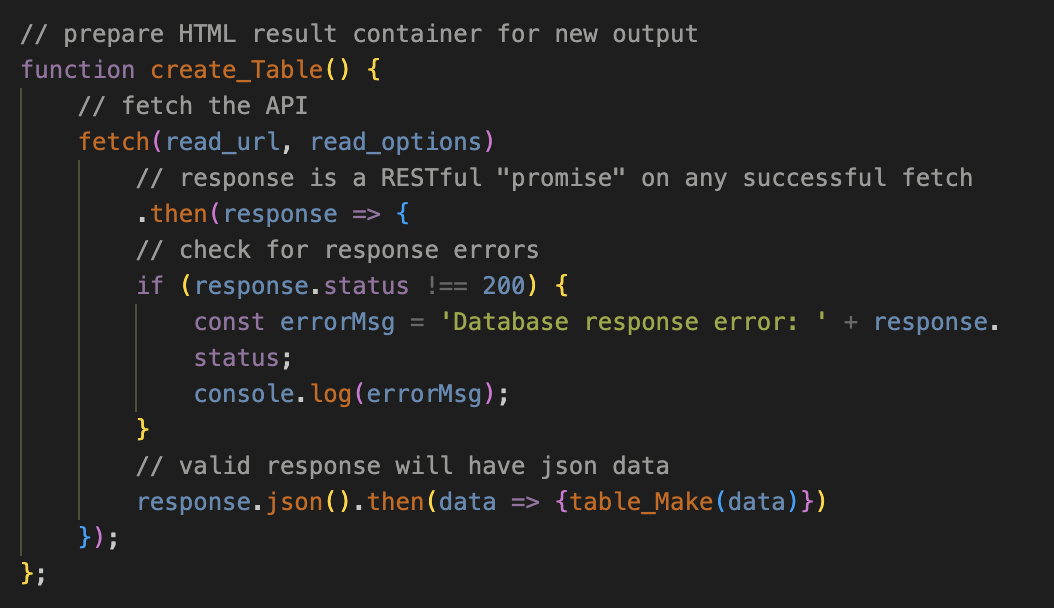 // prepare HTML result container for new output
function create_Table() {
    // fetch the API
    fetch(read_url, read_options)
        // response is a RESTful "promise" on any successful fetch
        .then(response => {
        // check for response errors
        if (response.status !== 200) {
            const errorMsg = 'Database response error: ' + response.
            status;
            console.log(errorMsg);
        }
        // valid response will have json data
        response.json().then(data => {table_Make(data)})
    });
};